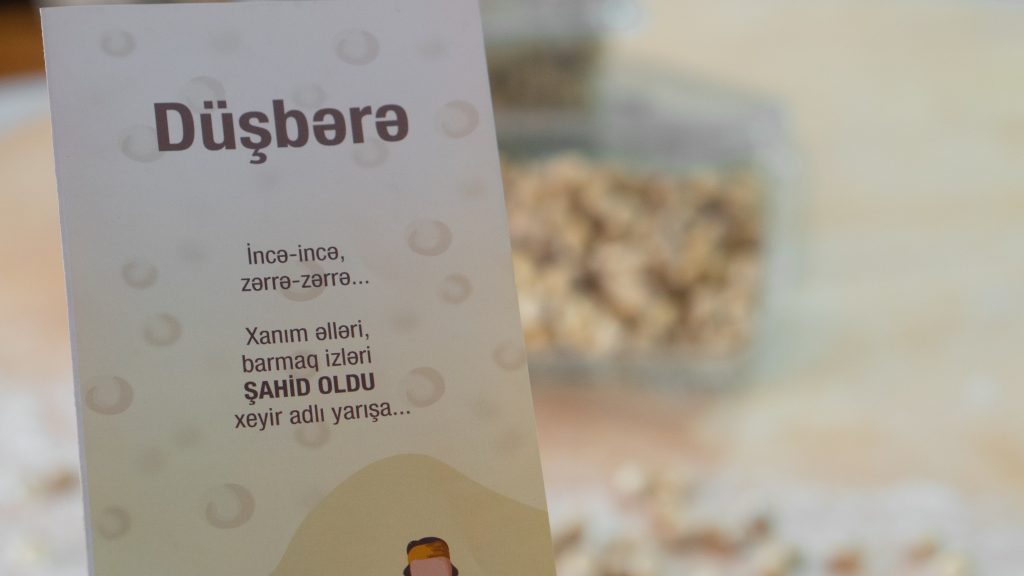 Düşbərə
İncə-incə,
zərrə-zərrə...
Xanım əlləri,
barmaq izləri
ŞAHİD OLDU
xeyir adlı yarışa...